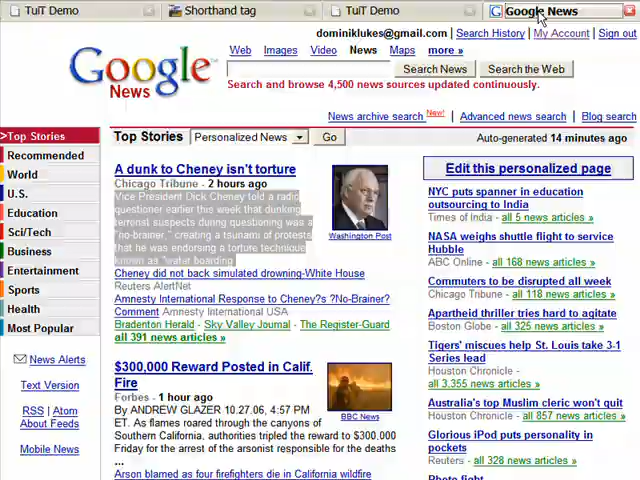 TuiT Demo
Shorthand tag
TuiT Demo
Google News
dominiklukes@gmail.com | Search History | My Account | Sign out
Web Images Video News Maps more »
Google™
News
Search News
Search the Web
Search and browse 4,500 news sources updated continuously.
News archive search New! | Advanced news search | Blog search
>Top Stories
Recommended
World
U.S.
Education
Sci/Tech
Business
Entertainment
Sports
Health
Most Popular
News Alerts
Text Version
RSS | Atom
About Feeds
Mobile News
Top Stories
Personalized News
Go
Auto-generated 14 minutes ago
A dunk to Cheney isn't torture
Chicago Tribune - 2 hours ago
Vice President Dick Cheney told a radio
questioner earlier this week that dunking
terrorist suspects during questioning was a
"no-brainer," creating a tsunami of protests
that he was endorsing a torture technique
known as "water boarding.
Washington Post
Cheney did not back simulated drowning-White House
Reuters AlertNet
Amnesty International Response to Cheney?s ?No-Brainer?
Comment Amnesty International USA
Bradenton Herald - Sky Valley Journal - The Register-Guard
all 391 news articles »
$300,000 Reward Posted in Calif.
Fire
Forbes - 1 hour ago
By ANDREW GLAZER 10.27.06, 4:57 PM
ET. As flames roared through the canyons of
Southern California, authorities tripled the reward to $300,000
Friday for the arrest of the arsonist responsible for the deaths
...
BBC News
Arson blamed as four firefighters die in California wildfire
Edit this personalized page
NYC puts spanner in education
outsourcing to India
Times of India - all 5 news articles »
NASA weighs shuttle flight to service
Hubble
ABC Online - all 168 news articles »
Commuters to be disrupted all week
Chicago Tribune - all 118 news articles »
Apartheid thriller tries hard to agitate
Boston Globe - all 325 news articles »
Tigers' miscues help St. Louis take 3-1
Series lead
Houston Chronicle -
all 3,355 news articles »
Australia's top Muslim cleric won't quit
Houston Chronicle - all 857 news articles »
Glorious iPod puts personality in
pockets
Reuters - all 328 news articles »